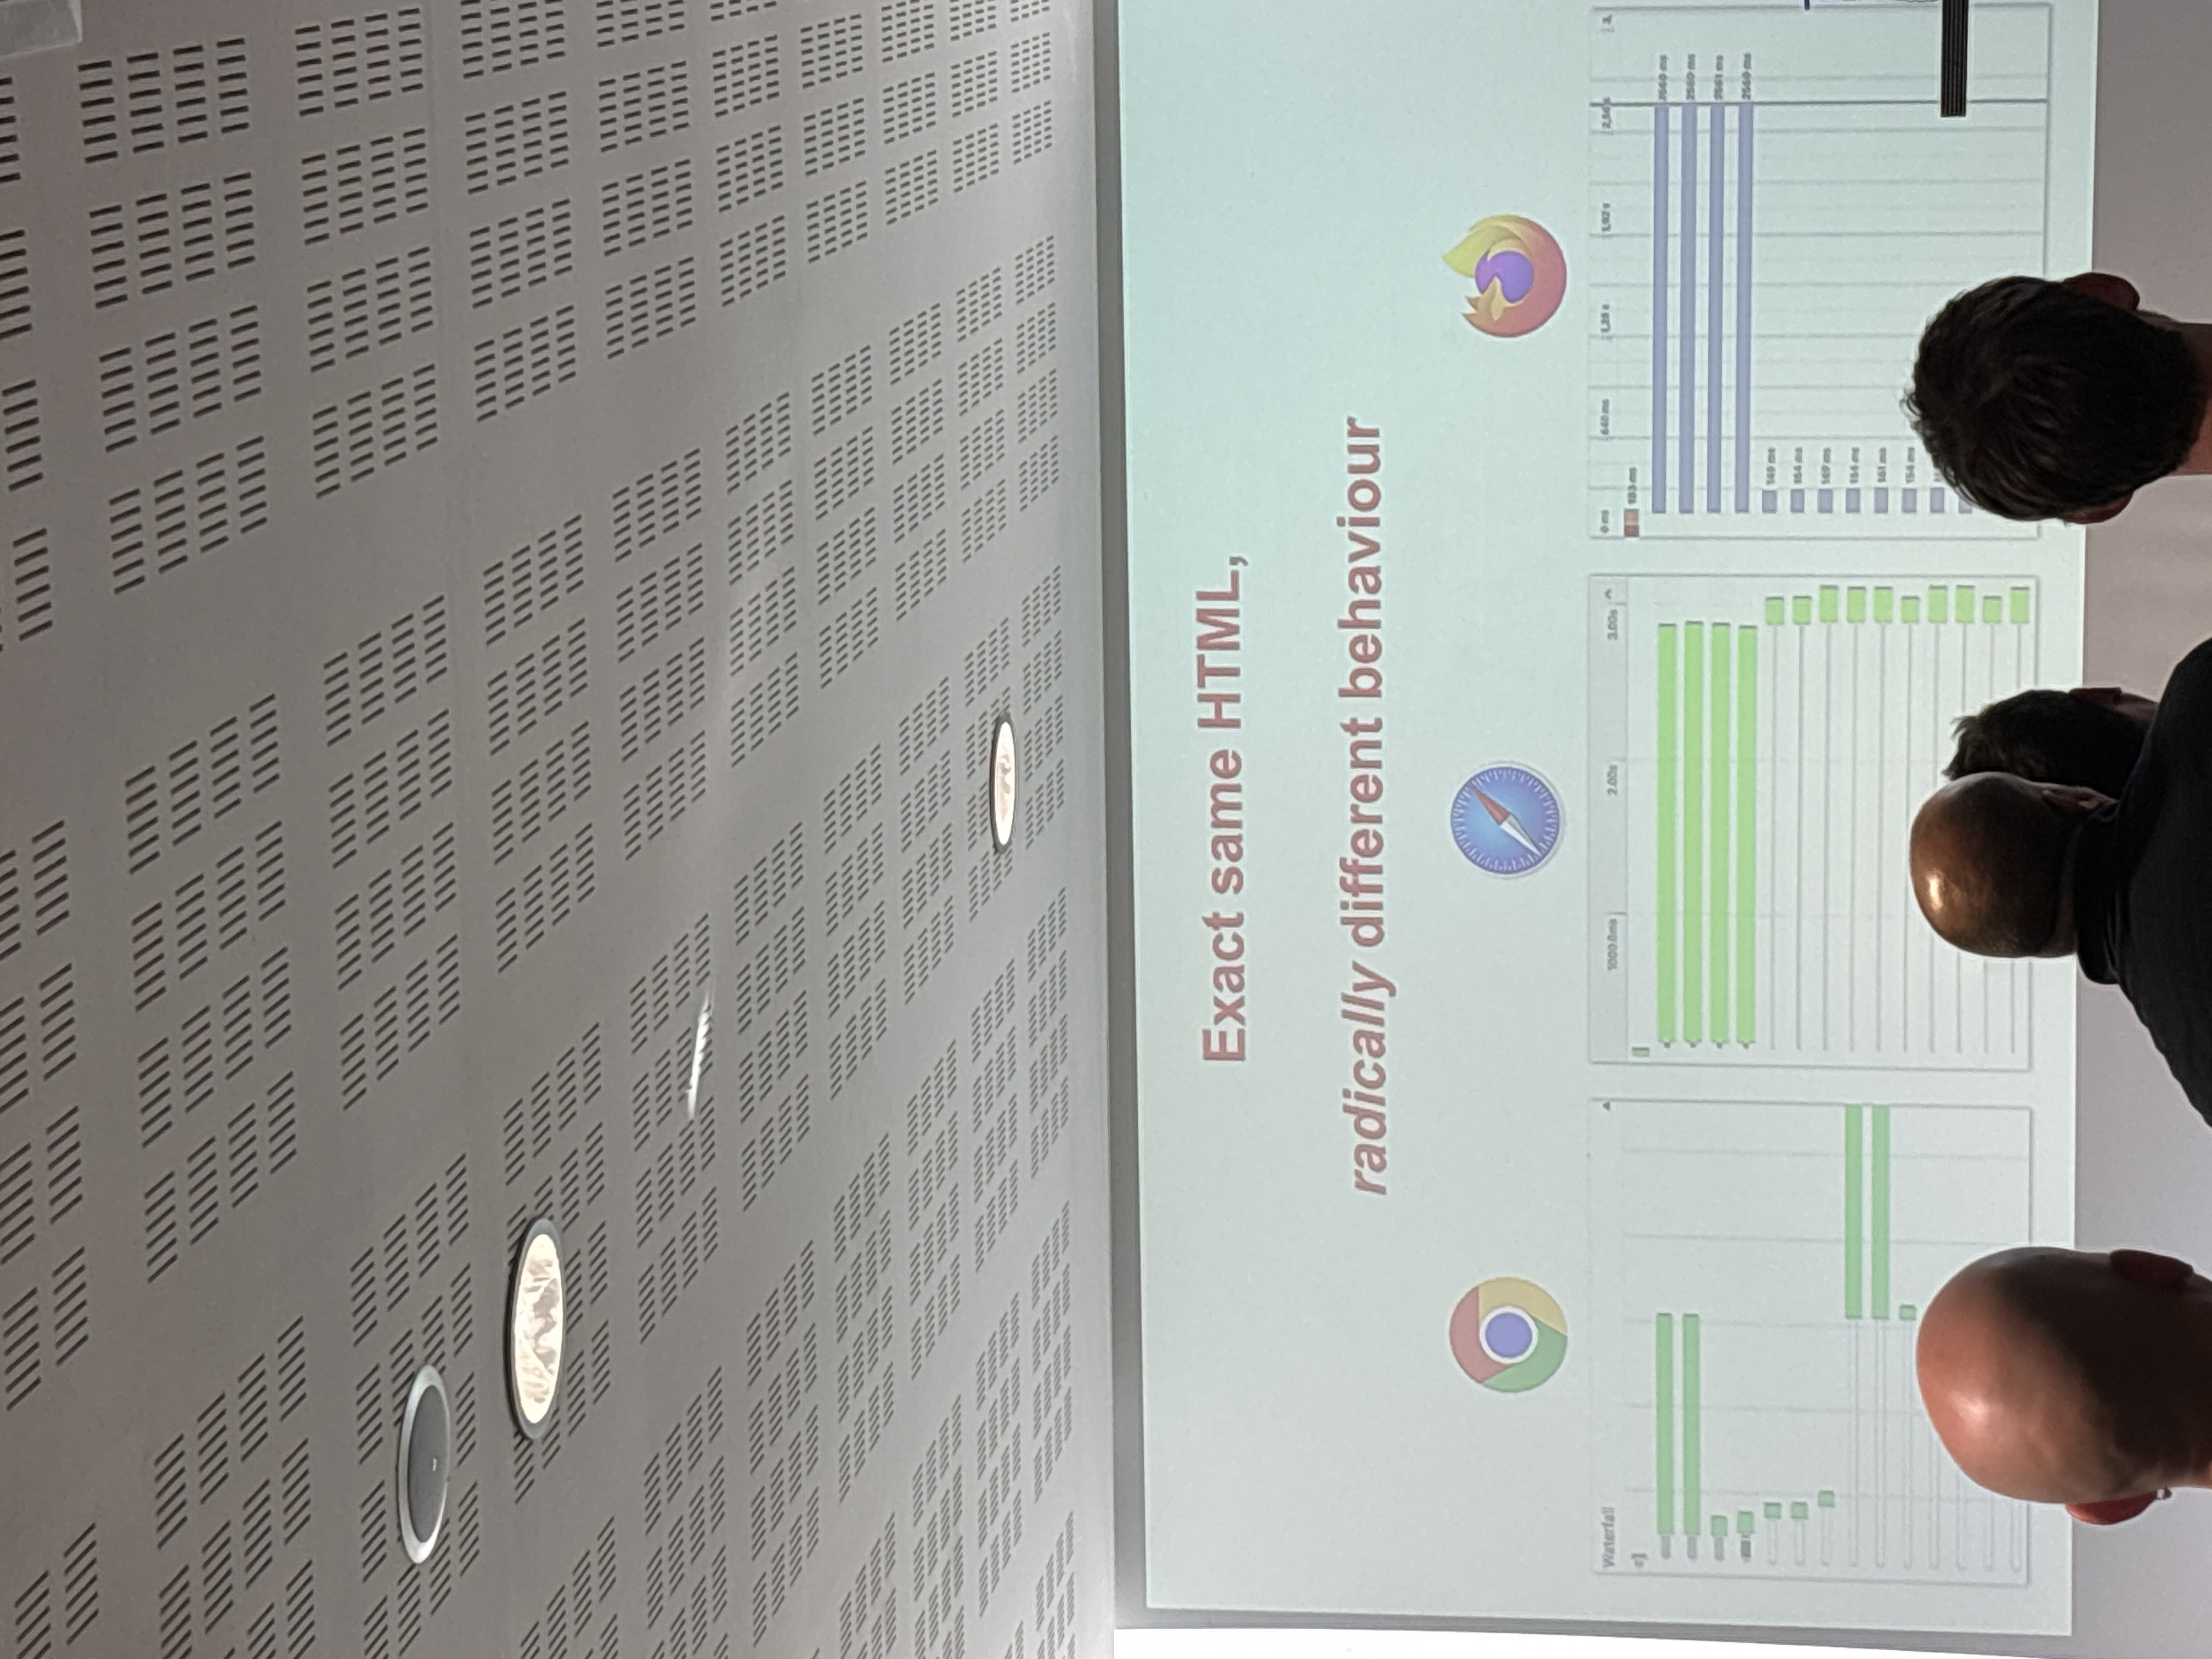 Exact same HTML,
radically different behaviour
Waterfall
1000.0ms 2.00s 3.00s
0 ms 640 ms 1,28 s 1,92 s 2,56 s
183 ms
2560 ms
2560 ms
2561 ms
2560 ms
149 ms
154 ms
169 ms
154 ms
161 ms
154 ms